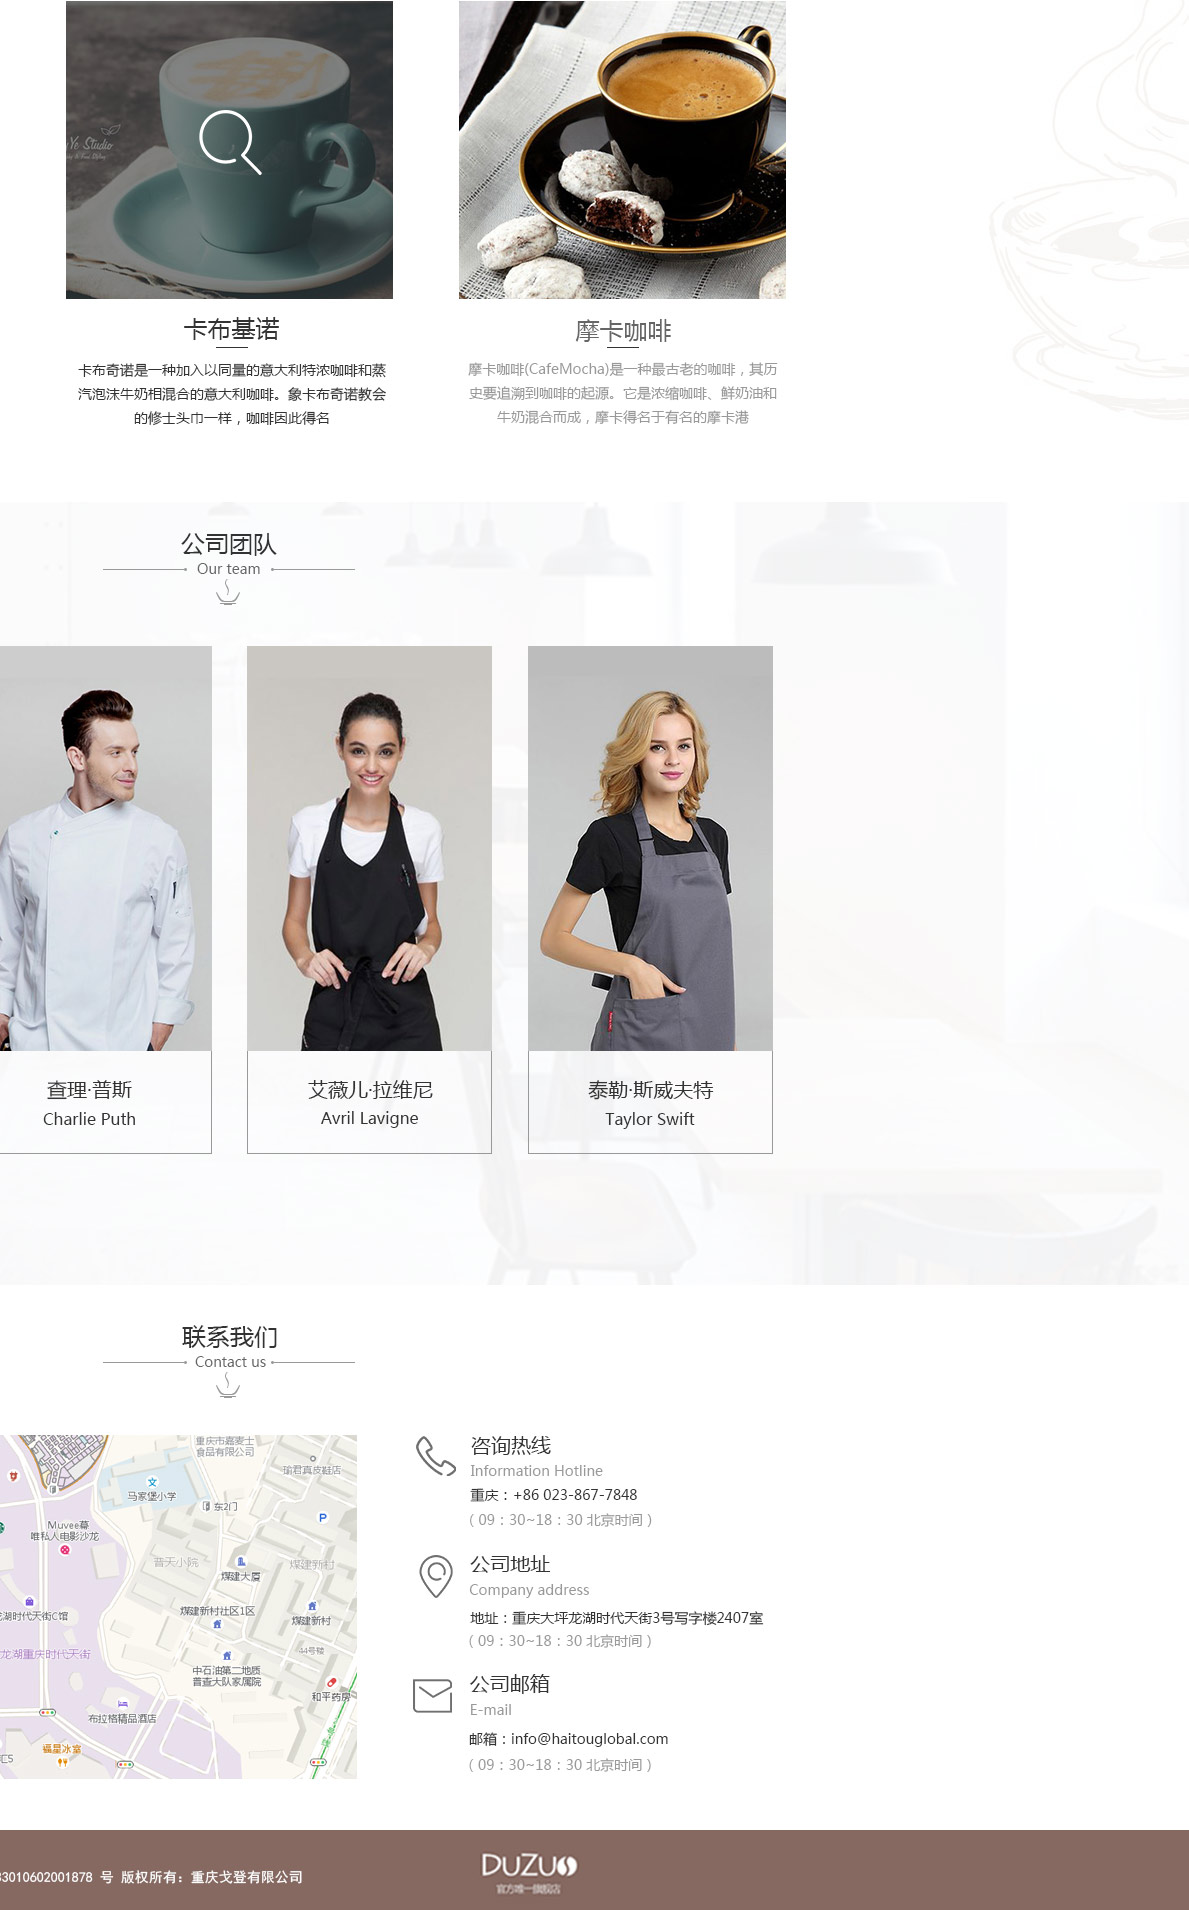 Ye Studio
卡布基诺
卡布奇诺是一种加入以同量的意大利特浓咖啡和蒸
汽泡沫牛奶相混合的意大利咖啡。象卡布奇诺教会
的修士头巾一样，咖啡因此得名
摩卡咖啡
摩卡咖啡(CafeMocha)是一种最古老的咖啡，其历
史要追溯到咖啡的起源。它是浓缩咖啡、鲜奶油和
牛奶混合而成，摩卡得名于有名的摩卡港
公司团队
Our team
查理·普斯
Charlie Puth
艾薇儿·拉维尼
Avril Lavigne
泰勒·斯威夫特
Taylor Swift
联系我们
Contact us
重庆市嘉麦士
食品有限公司
瑜君真皮鞋店
马家堡小学
东2门
P
Muvee慕
唯私人电影沙龙
普天小院
煤建新村
煤建大厦
龙湖时代天街C馆
煤建新村社区1区
煤建新村
44号楼
龙湖重庆时代天街
中石油第二地质
普查大队家属院
和平药房
布拉格精品酒店
福星冰室
汇5
咨询热线
Information Hotline
重庆：+86 023-867-7848
（09：30~18：30 北京时间）
公司地址
Company address
地址：重庆大坪龙湖时代天街3号写字楼2407室
（09：30~18：30 北京时间）
公司邮箱
E-mail
邮箱：info@haitouglobal.com
（09：30~18：30 北京时间）
33010602001878 号 版权所有：重庆戈登有限公司
DUZUO
官方唯一旗舰店